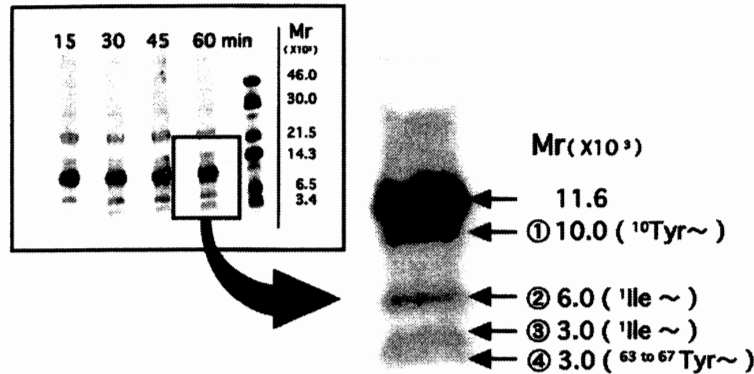 15 30 45 60 min
Mr
(X10³)
46.0
30.0
21.5
14.3
6.5
3.4
Mr(X10³)
11.6
① 10.0 ( ¹⁰Tyr～ )
② 6.0 ( ¹Ile ～ )
③ 3.0 ( ¹Ile ～ )
④ 3.0 ( ⁶³ ᵗᵒ ⁶⁷ Tyr～ )